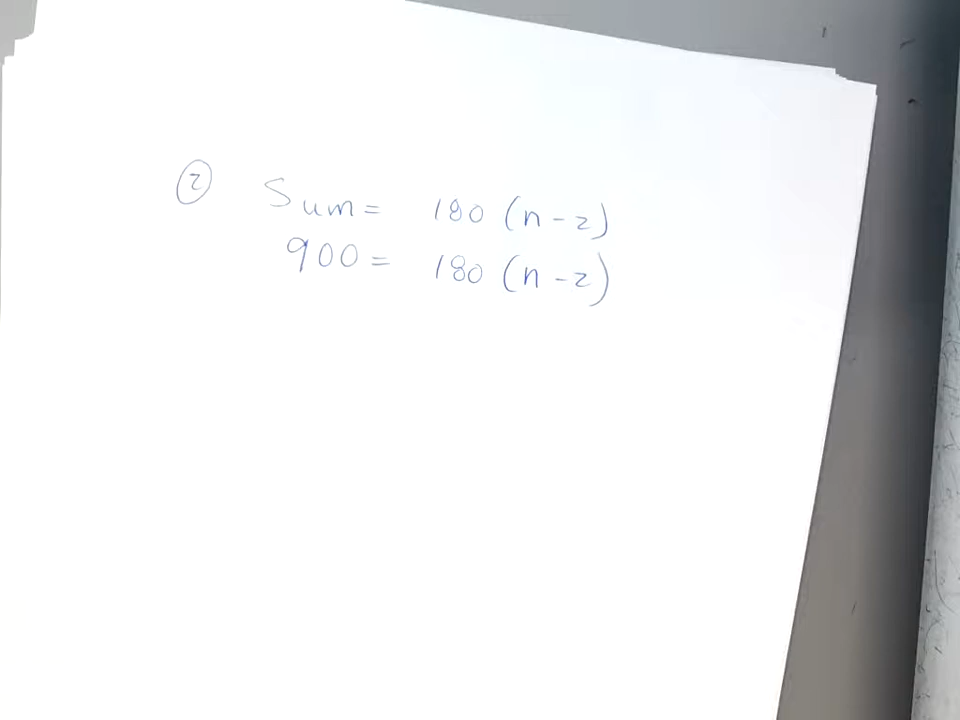 ② Sum = 180 (n-2)
900 = 180 (n-2)